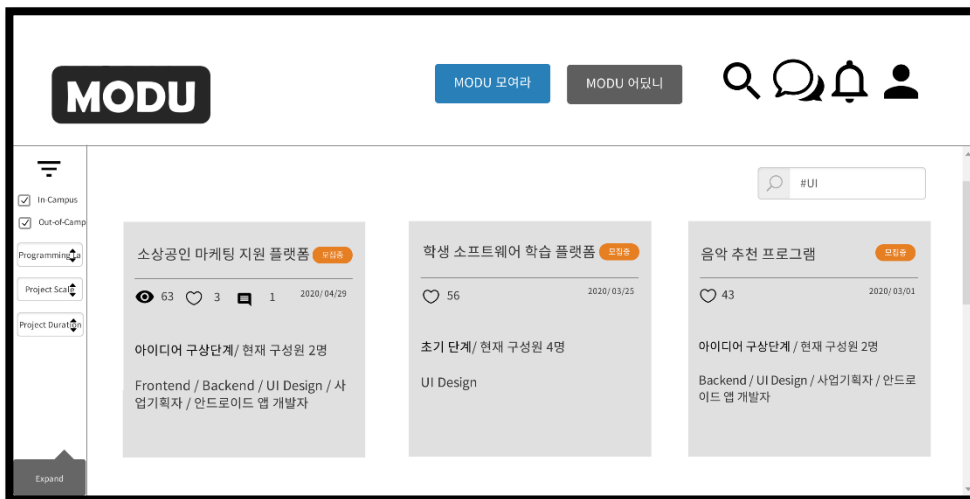 MODU
MODU 모여라
MODU 어딨니
In-Campus
Out-of-Camp
Programming La
Project Scale
Project Duration
Expand
#UI
소상공인 마케팅 지원 플랫폼
모집중
63
3
1
2020/04/29
아이디어 구상단계/ 현재 구성원 2명
Frontend / Backend / UI Design / 사
업기획자 / 안드로이드 앱 개발자
학생 소프트웨어 학습 플랫폼
모집중
56
2020/03/25
초기 단계/ 현재 구성원 4명
UI Design
음악 추천 프로그램
모집중
43
2020/03/01
아이디어 구상단계 / 현재 구성원 2명
Backend / UI Design / 사업기획자 / 안드로
이드 앱 개발자